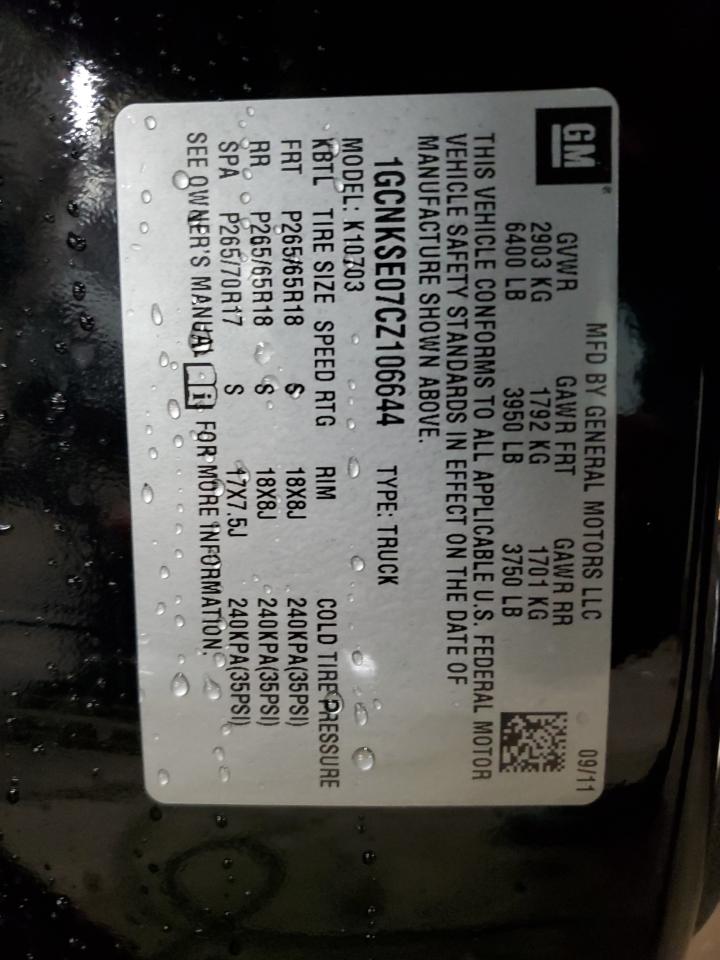 GM®
MFD BY GENERAL MOTORS LLC 09/11
GVWR GAWR FRT GAWR RR
2903 KG 1792 KG 1701 KG
6400 LB 3950 LB 3750 LB
THIS VEHICLE CONFORMS TO ALL APPLICABLE U.S. FEDERAL MOTOR
VEHICLE SAFETY STANDARDS IN EFFECT ON THE DATE OF
MANUFACTURE SHOWN ABOVE.
1GCNKSE07CZ106644 TYPE: TRUCK
MODEL: K10703
KBTL TIRE SIZE SPEED RTG RIM COLD TIRE PRESSURE
FRT P265/65R18 S 18X8J 240KPA(35PSI)
RR P265/65R18 S 18X8J 240KPA(35PSI)
SPA P265/70R17 S 17X7.5J 240KPA(35PSI)
SEE OWNER'S MANUAL i FOR MORE INFORMATION.